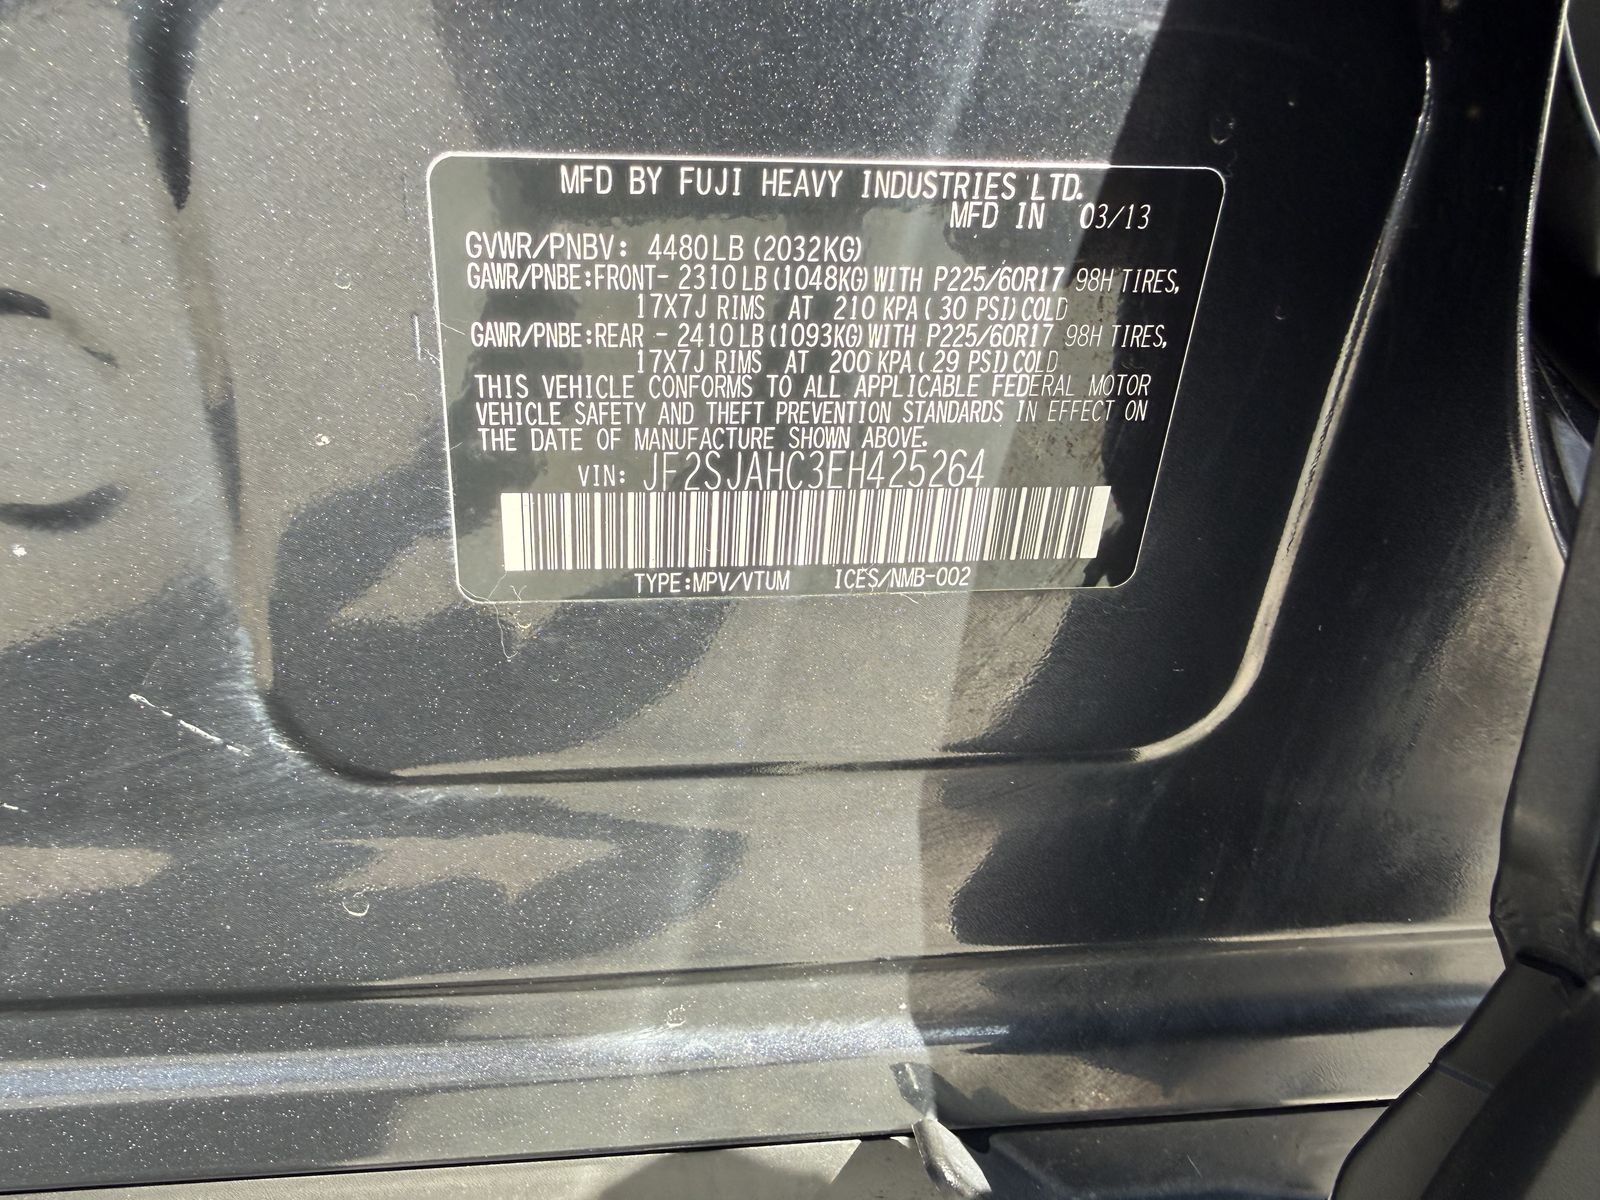 MFD BY FUJI HEAVY INDUSTRIES LTD.
MFD IN 03/13
GVWR/PNBV: 4480LB (2032KG)
GAWR/PNBE:FRONT- 2310LB (1048KG) WITH P225/60R17 98H TIRES,
17X7J RIMS AT 210 KPA ( 30 PSI) COLD
GAWR/PNBE:REAR - 2410LB (1093KG) WITH P225/60R17 98H TIRES,
17X7J RIMS AT 200 KPA ( 29 PSI) COLD
THIS VEHICLE CONFORMS TO ALL APPLICABLE FEDERAL MOTOR
VEHICLE SAFETY AND THEFT PREVENTION STANDARDS IN EFFECT ON
THE DATE OF MANUFACTURE SHOWN ABOVE.
VIN: JF2SJAHC3EH425264
TYPE:MPV/VTUM ICES/NMB-002